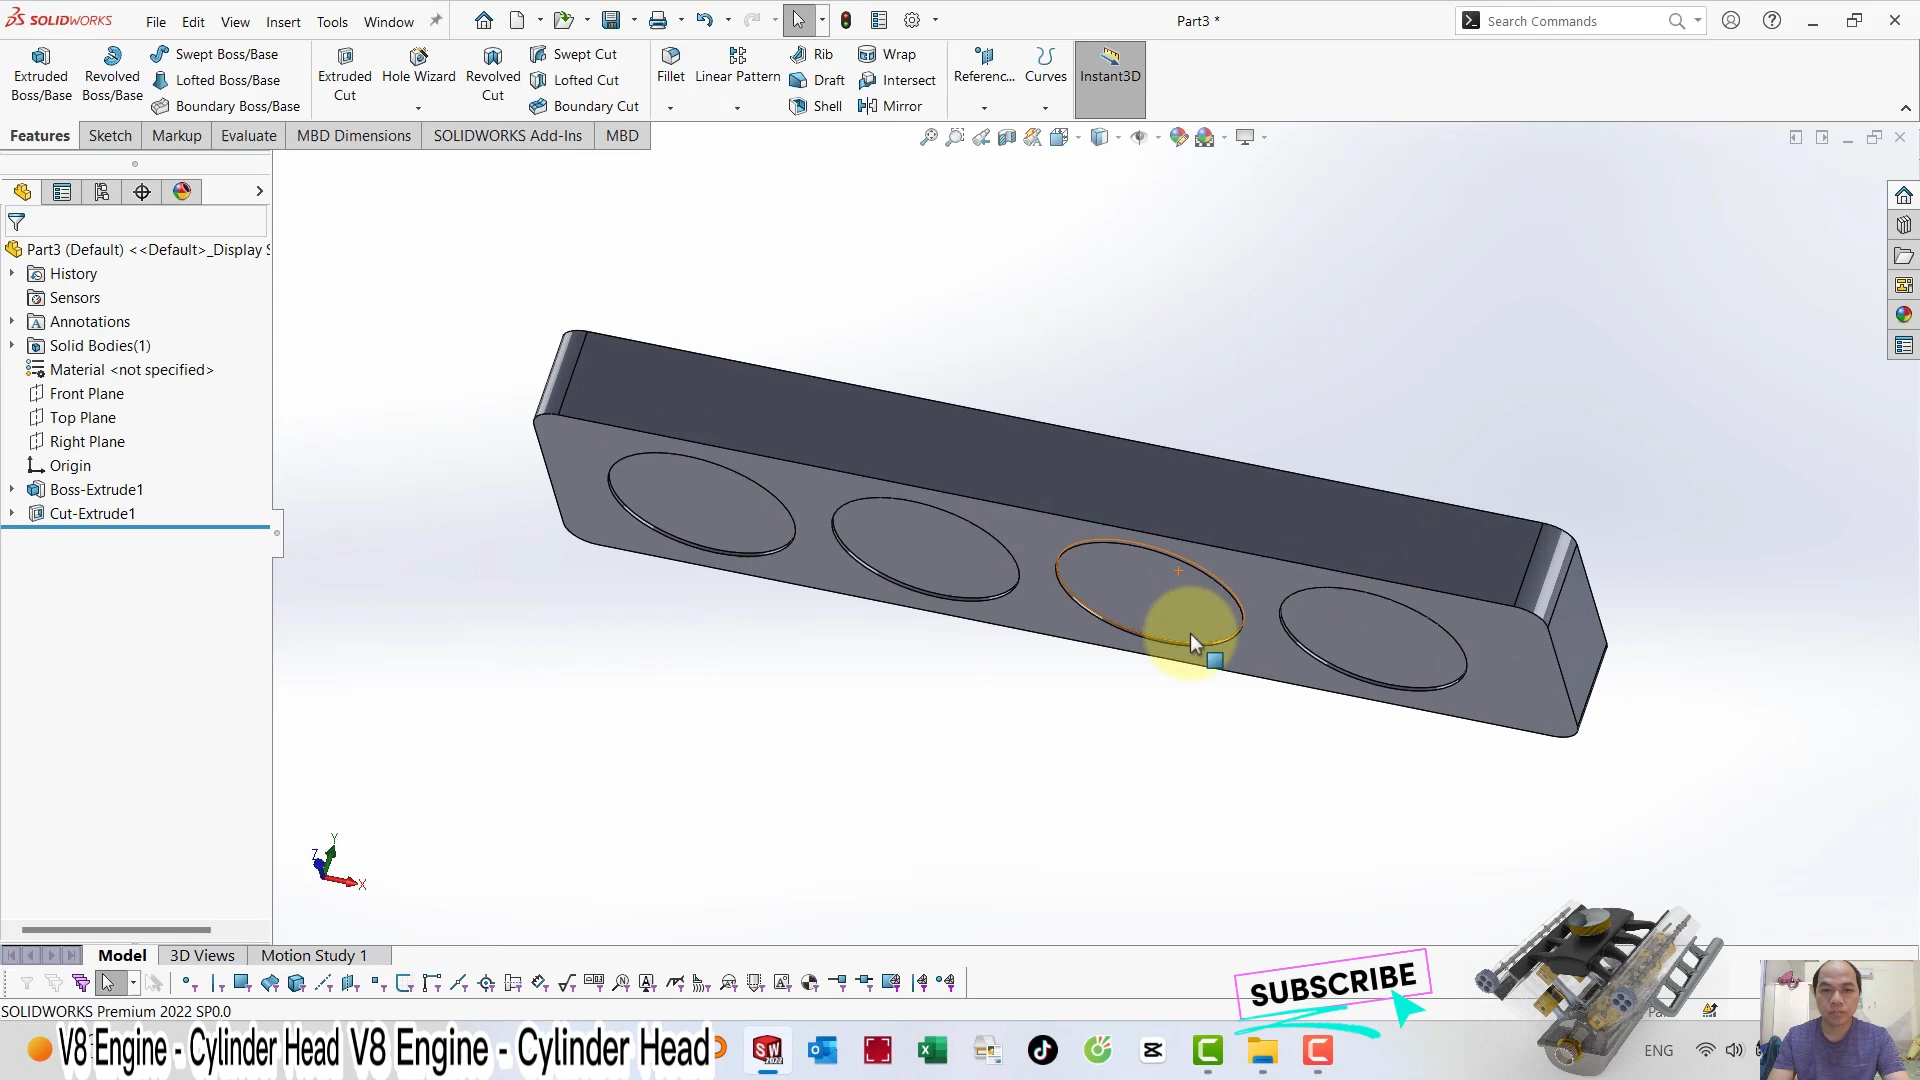 SOLIDWORKS File Edit View Insert Tools Window Part3 * Search Commands
Extruded Boss/Base
Revolved Boss/Base
Swept Boss/Base
Lofted Boss/Base
Boundary Boss/Base
Extruded Cut
Hole Wizard
Revolved Cut
Swept Cut
Lofted Cut
Boundary Cut
Fillet
Linear Pattern
Rib
Draft
Shell
Wrap
Intersect
Mirror
Referenc...
Curves
Instant3D
Features Sketch Markup Evaluate MBD Dimensions SOLIDWORKS Add-Ins MBD
Part3 (Default) <<Default>_Display S
History
Sensors
Annotations
Solid Bodies(1)
Material <not specified>
Front Plane
Top Plane
Right Plane
Origin
Boss-Extrude1
Cut-Extrude1
Y
Z
X
Model 3D Views Motion Study 1
SUBSCRIBE
SOLIDWORKS Premium 2022 SP0.0
V8 Engine - Cylinder Head V8 Engine - Cylinder Head
ENG